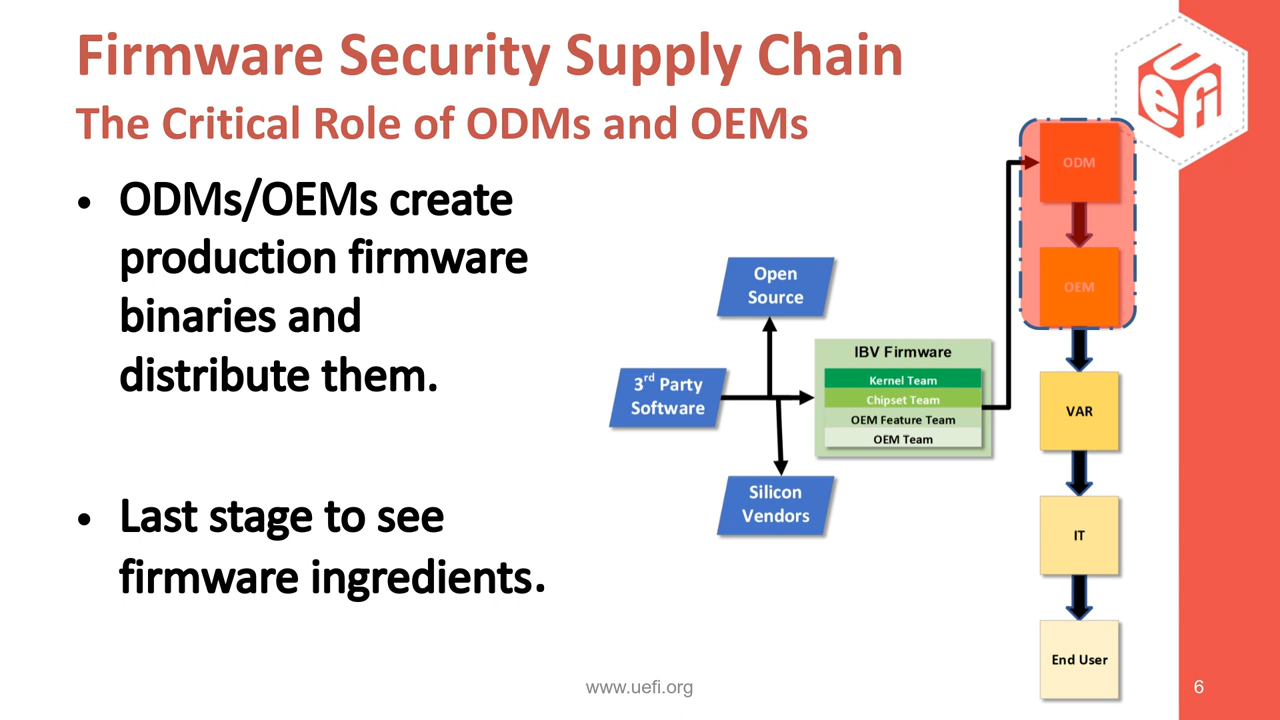 Firmware Security Supply Chain
The Critical Role of ODMs and OEMs
• ODMs/OEMs create
production firmware
binaries and
distribute them.
• Last stage to see
firmware ingredients.
uefi
ODM
OEM
Open
Source
3rd Party
Software
IBV Firmware
Kernel Team
Chipset Team
OEM Feature Team
OEM Team
Silicon
Vendors
VAR
IT
End User
www.uefi.org
6